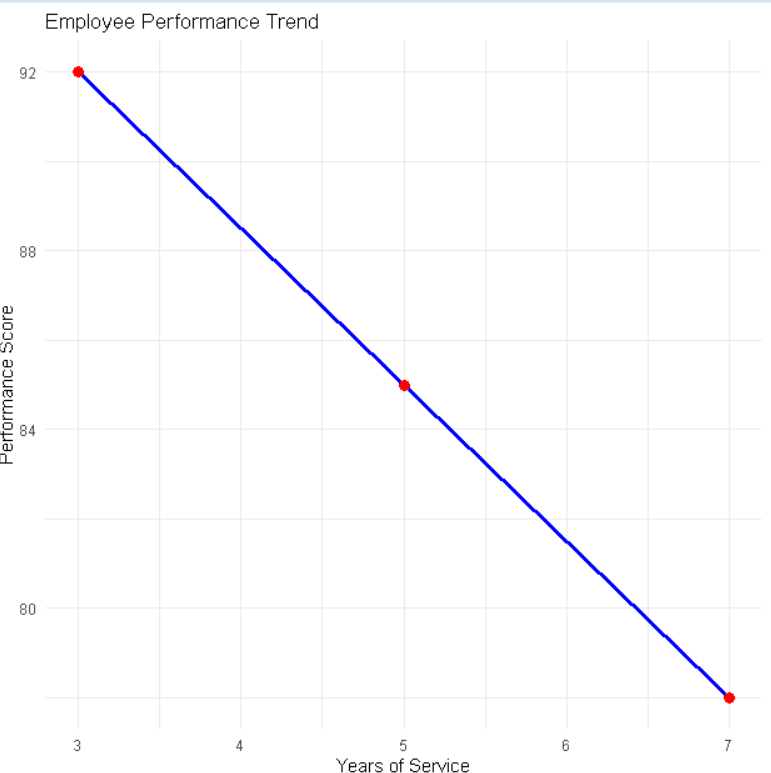 Employee Performance Trend
92
88
84
80
Performance Score
3 4 5 6 7
Years of Service